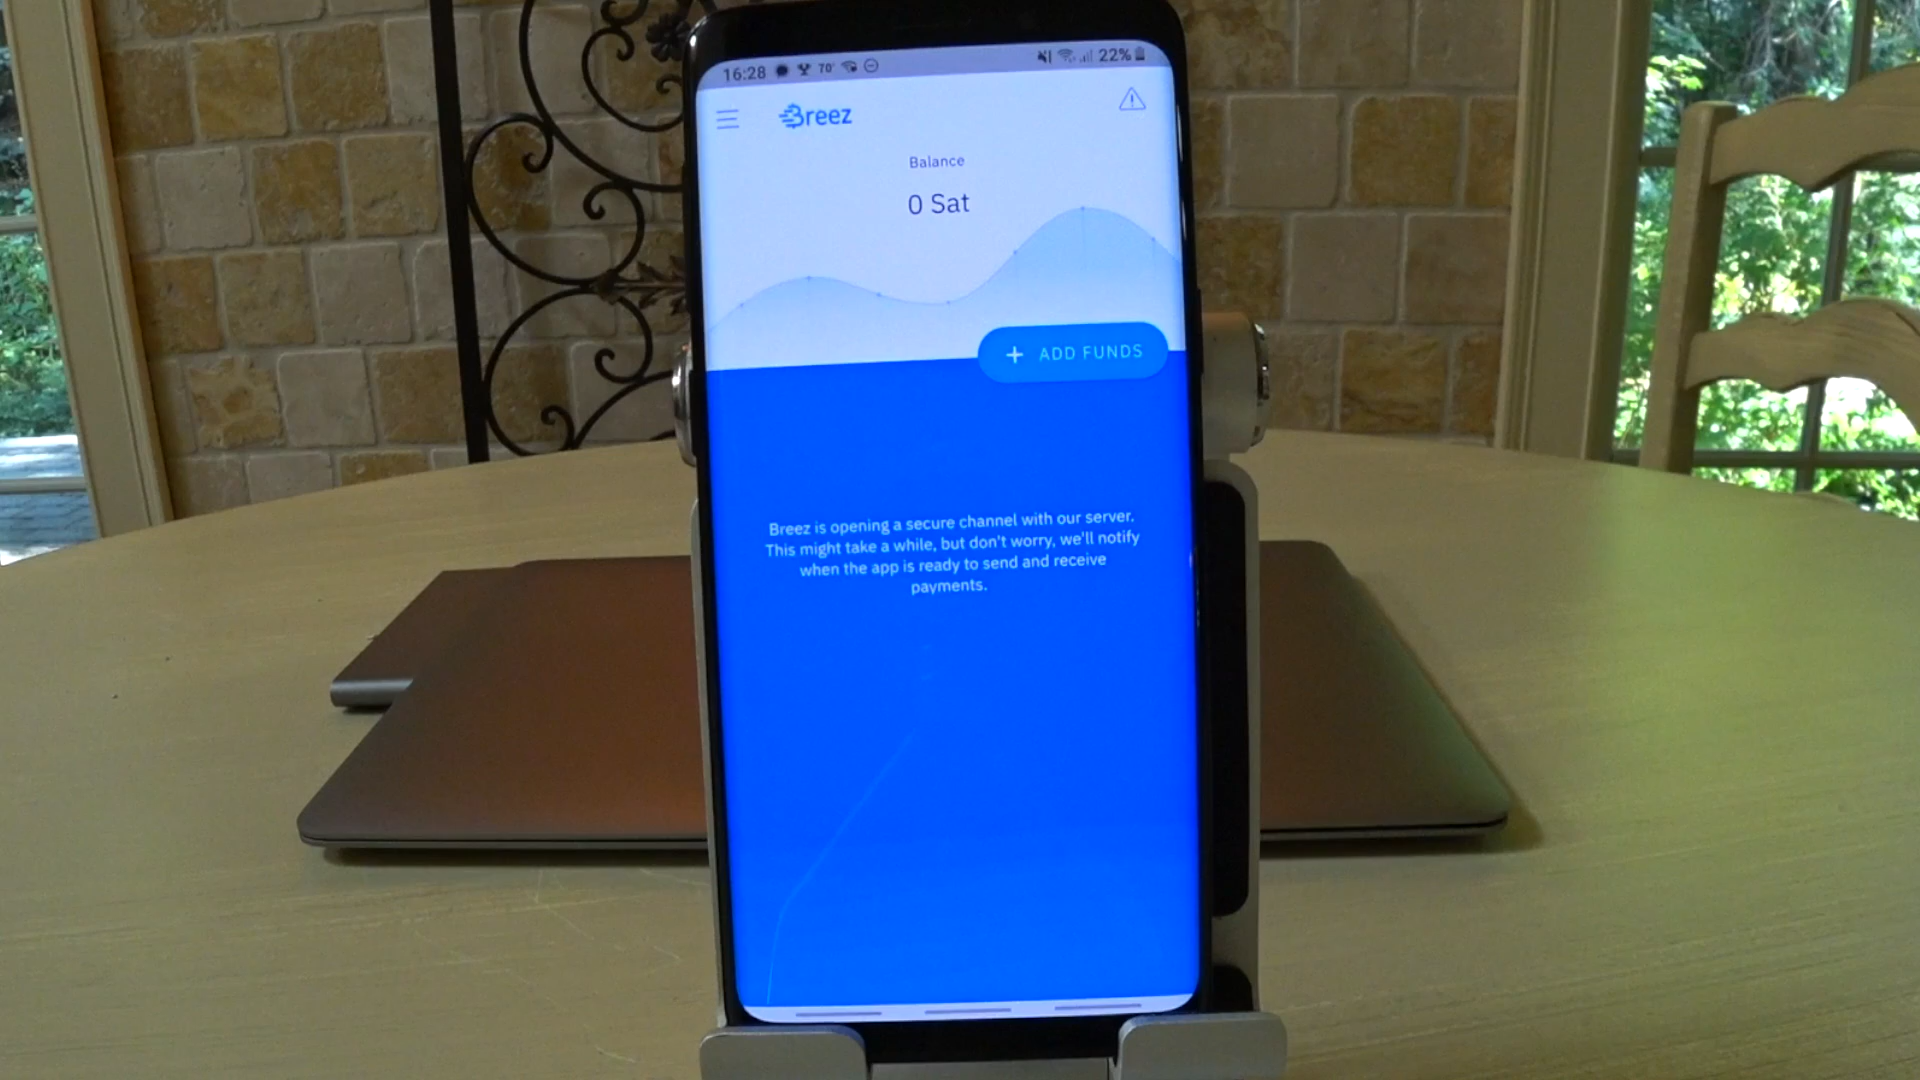 16:28 70° 22%
Breez
Balance
0 Sat
+ ADD FUNDS
Breez is opening a secure channel with our server.
This might take a while, but don't worry, we'll notify
when the app is ready to send and receive
payments.